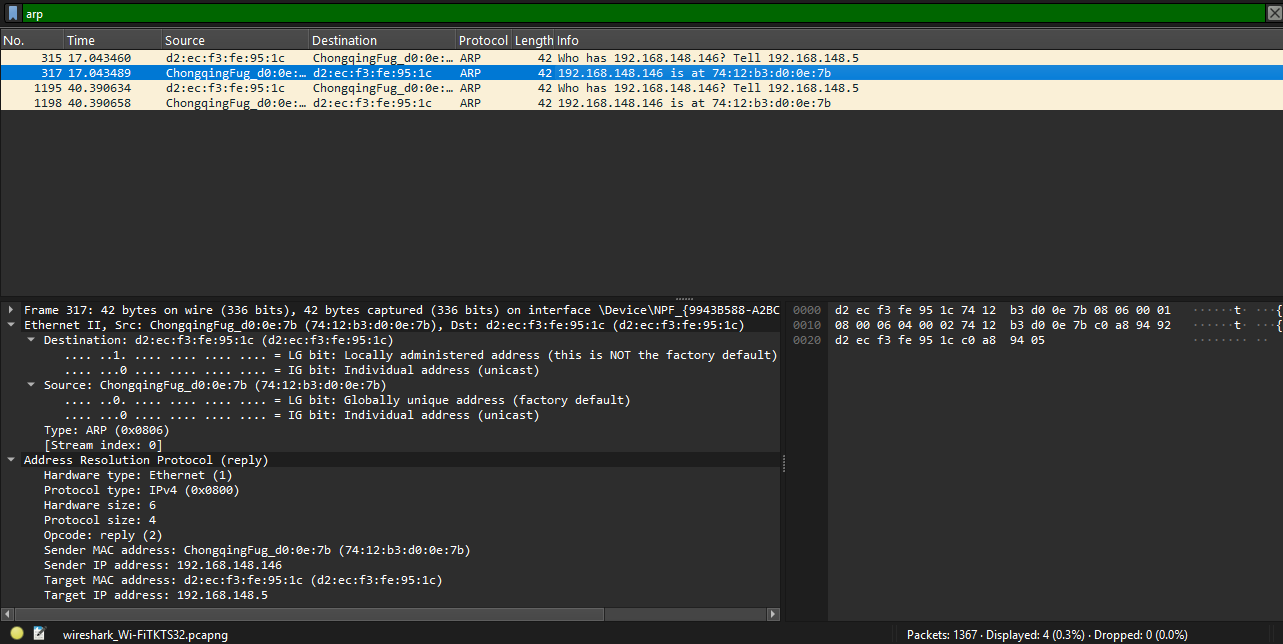 arp
No. Time Source Destination Protocol Length Info
315 17.043460 d2:ec:f3:fe:95:1c ChongqingFug_d0:0e:… ARP 42 Who has 192.168.148.146? Tell 192.168.148.5
317 17.043489 ChongqingFug_d0:0e:… d2:ec:f3:fe:95:1c ARP 42 192.168.148.146 is at 74:12:b3:d0:0e:7b
1195 40.390634 d2:ec:f3:fe:95:1c ChongqingFug_d0:0e:… ARP 42 Who has 192.168.148.146? Tell 192.168.148.5
1198 40.390658 ChongqingFug_d0:0e:… d2:ec:f3:fe:95:1c ARP 42 192.168.148.146 is at 74:12:b3:d0:0e:7b
Frame 317: 42 bytes on wire (336 bits), 42 bytes captured (336 bits) on interface \Device\NPF_{9943B588-A2BC
Ethernet II, Src: ChongqingFug_d0:0e:7b (74:12:b3:d0:0e:7b), Dst: d2:ec:f3:fe:95:1c (d2:ec:f3:fe:95:1c)
Destination: d2:ec:f3:fe:95:1c (d2:ec:f3:fe:95:1c)
.... ..1. .... .... .... .... = LG bit: Locally administered address (this is NOT the factory default)
.... ...0 .... .... .... .... = IG bit: Individual address (unicast)
Source: ChongqingFug_d0:0e:7b (74:12:b3:d0:0e:7b)
.... ..0. .... .... .... .... = LG bit: Globally unique address (factory default)
.... ...0 .... .... .... .... = IG bit: Individual address (unicast)
Type: ARP (0x0806)
[Stream index: 0]
Address Resolution Protocol (reply)
Hardware type: Ethernet (1)
Protocol type: IPv4 (0x0800)
Hardware size: 6
Protocol size: 4
Opcode: reply (2)
Sender MAC address: ChongqingFug_d0:0e:7b (74:12:b3:d0:0e:7b)
Sender IP address: 192.168.148.146
Target MAC address: d2:ec:f3:fe:95:1c (d2:ec:f3:fe:95:1c)
Target IP address: 192.168.148.5
0000 d2 ec f3 fe 95 1c 74 12 b3 d0 0e 7b 08 06 00 01 ······t· ···{
0010 08 00 06 04 00 02 74 12 b3 d0 0e 7b c0 a8 94 92 ······t· ···{
0020 d2 ec f3 fe 95 1c c0 a8 94 05 ········ ··
wireshark_Wi-FiTKTS32.pcapng
Packets: 1367 · Displayed: 4 (0.3%) · Dropped: 0 (0.0%)